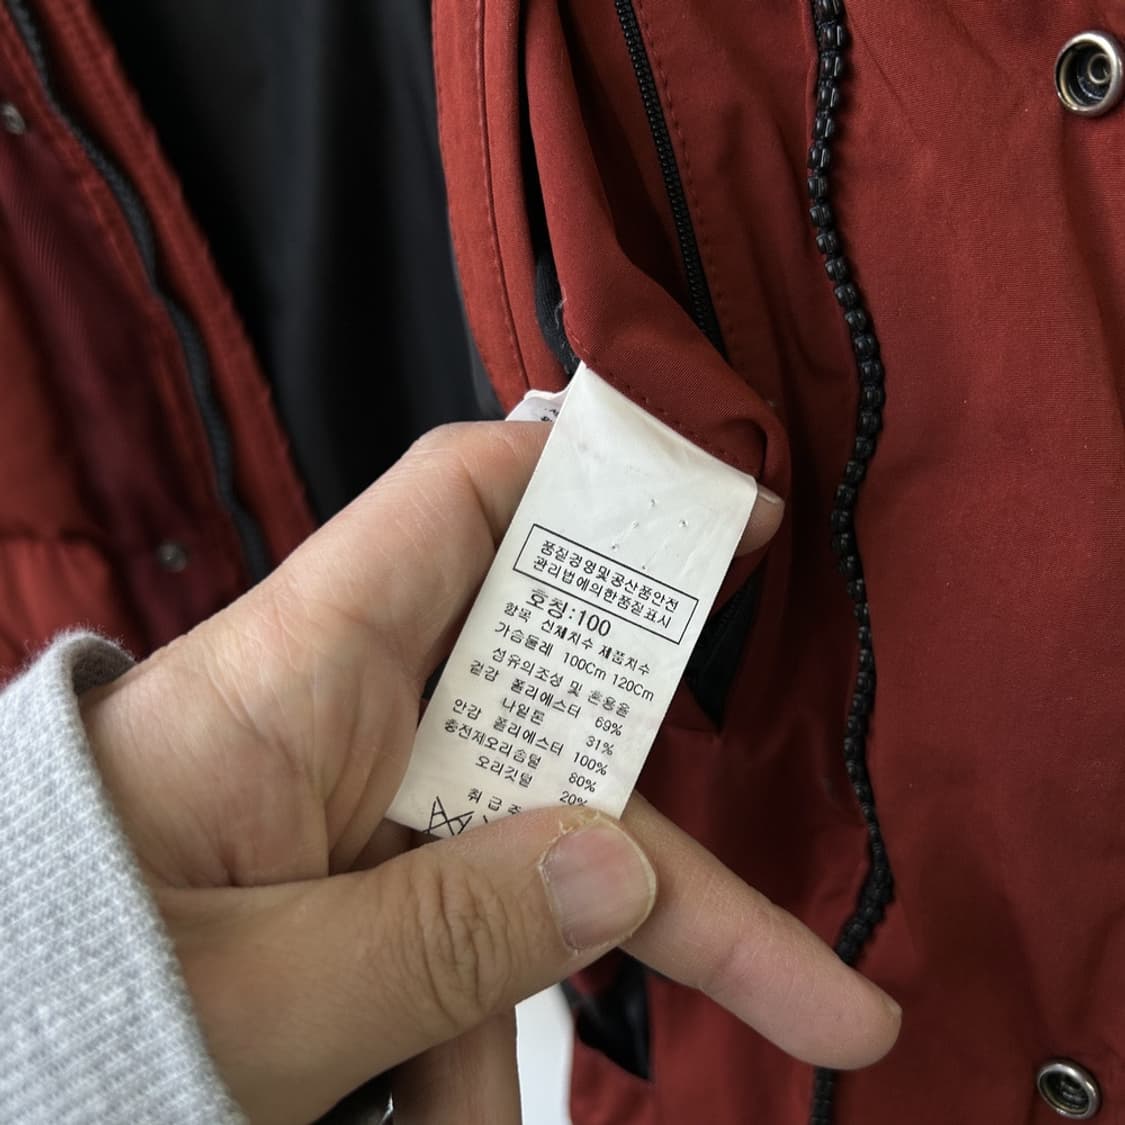 품질경영및공산품안전
관리법에의한품질표시
호칭:100
항목 신체치수 제품치수
가슴둘레 100Cm 120Cm
섬유의조성 및 혼용율
겉감 폴리에스터 69%
나일론 31%
안감 폴리에스터 100%
충전제오리솜털 80%
오리깃털 20%
취 급 주